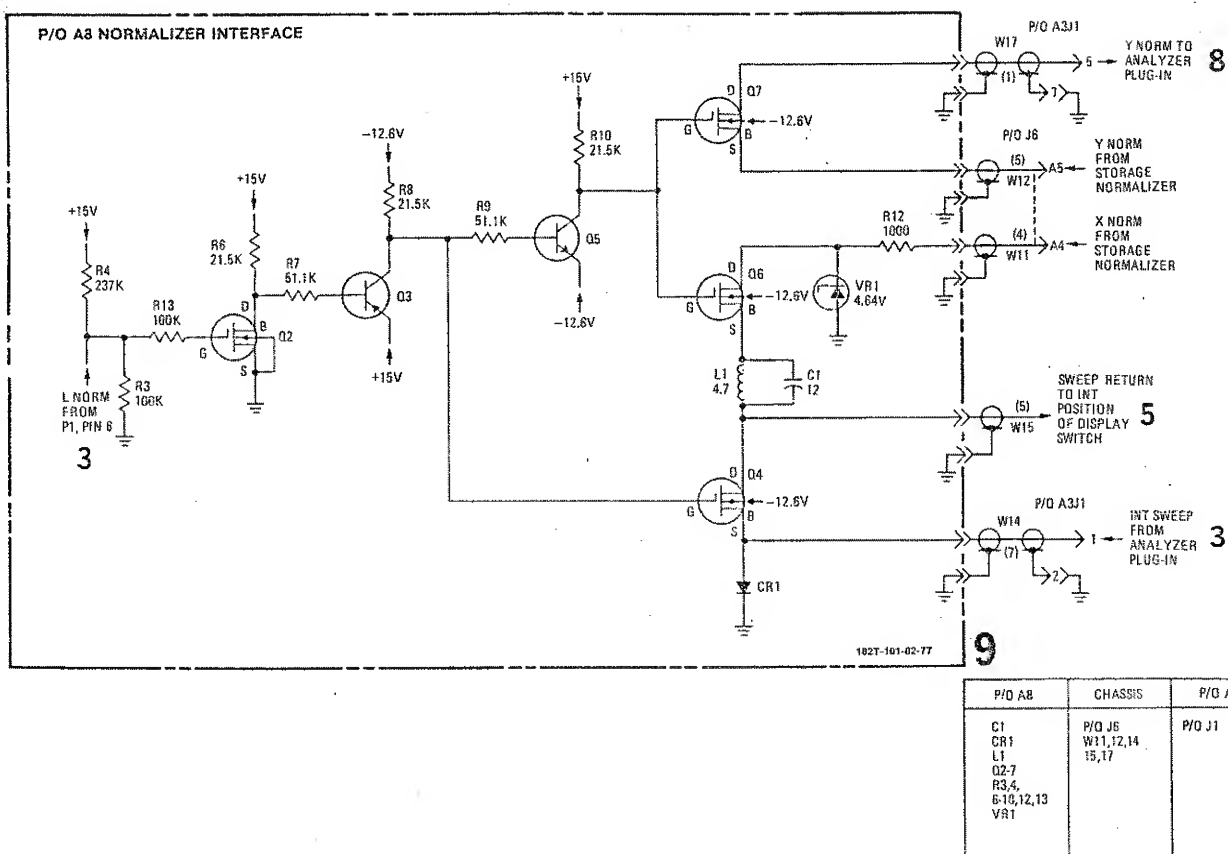 P/O A8 NORMALIZER INTERFACE
+15V
R4
237K
R13
100K
R3
100K
L NORM
FROM
P1, PIN 6
3
+15V
R6
21.5K
R7
51.1K
D
B
Q2
G
S
-12.6V
R8
21.5K
Q3
+15V
R9
51.1K
+15V
R10
21.5K
Q5
-12.6V
D
Q7
-12.6V
G
B
S
D
Q6
-12.6V
G
B
S
R12
1000
VR1
4.64V
L1
4.7
C1
12
D
Q4
-12.6V
G
B
S
CR1
182T-101-02-77
P/O A3J1
W17
(1)
6
7
Y NORM TO
ANALYZER
PLUG-IN
8
P/O J6
(5)
W12
A5
Y NORM
FROM
STORAGE
NORMALIZER
(4)
W11
A4
X NORM
FROM
STORAGE
NORMALIZER
(5)
W15
SWEEP RETURN
TO INT
POSITION
OF DISPLAY
SWITCH
5
P/O A3J1
W14
(7)
1
2
INT SWEEP
FROM
ANALYZER
PLUG-IN
3
9
P/O A8
CHASSIS
P/O A
C1
CR1
L1
Q2-7
R3,4,
6-10,12,13
VR1
P/O J6
W11,12,14
15,17
P/O J1